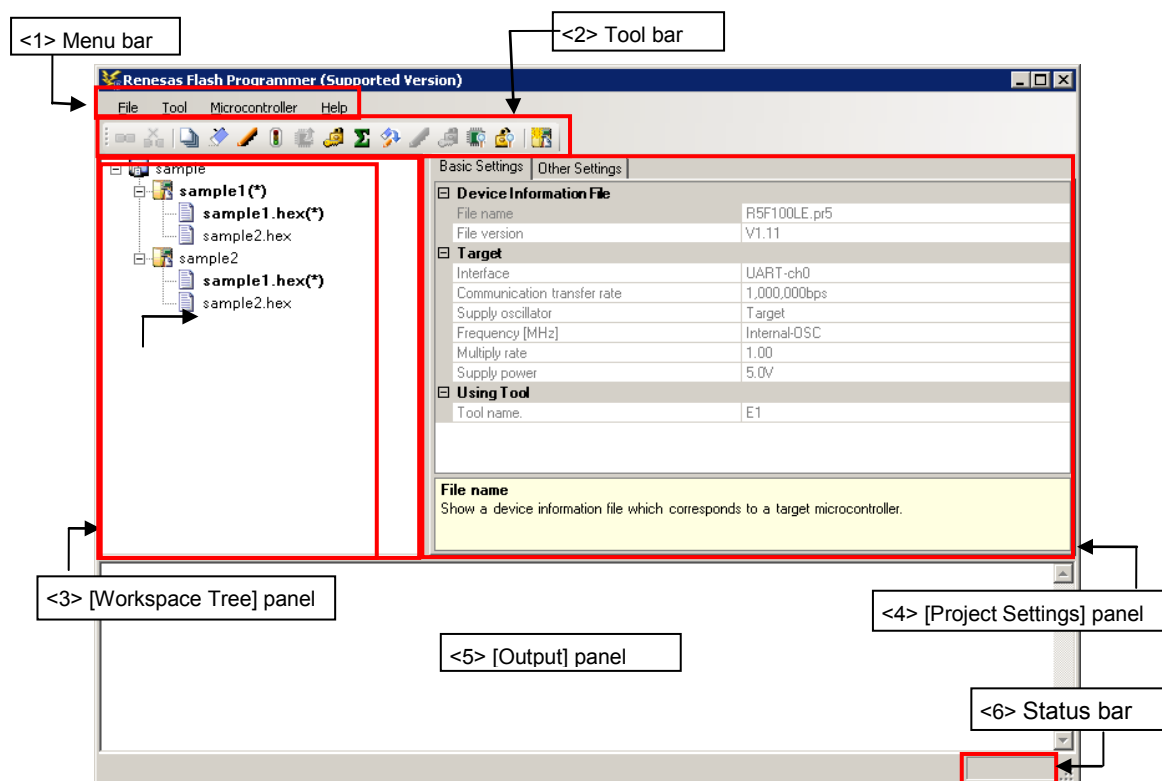 <1> Menu bar
<2> Tool bar
Renesas Flash Programmer (Supported Version)
File Tool Microcontroller Help
sample
sample1(*)
sample1.hex(*)
sample2.hex
sample2
sample1.hex(*)
sample2.hex
Basic Settings Other Settings
Device Information File
File name R5F100LE.pr5
File version V1.11
Target
Interface UART-ch0
Communication transfer rate 1,000,000bps
Supply oscillator Target
Frequency [MHz] Internal-OSC
Multiply rate 1.00
Supply power 5.0V
Using Tool
Tool name. E1
File name
Show a device information file which corresponds to a target microcontroller.
<3> [Workspace Tree] panel
<4> [Project Settings] panel
<5> [Output] panel
<6> Status bar